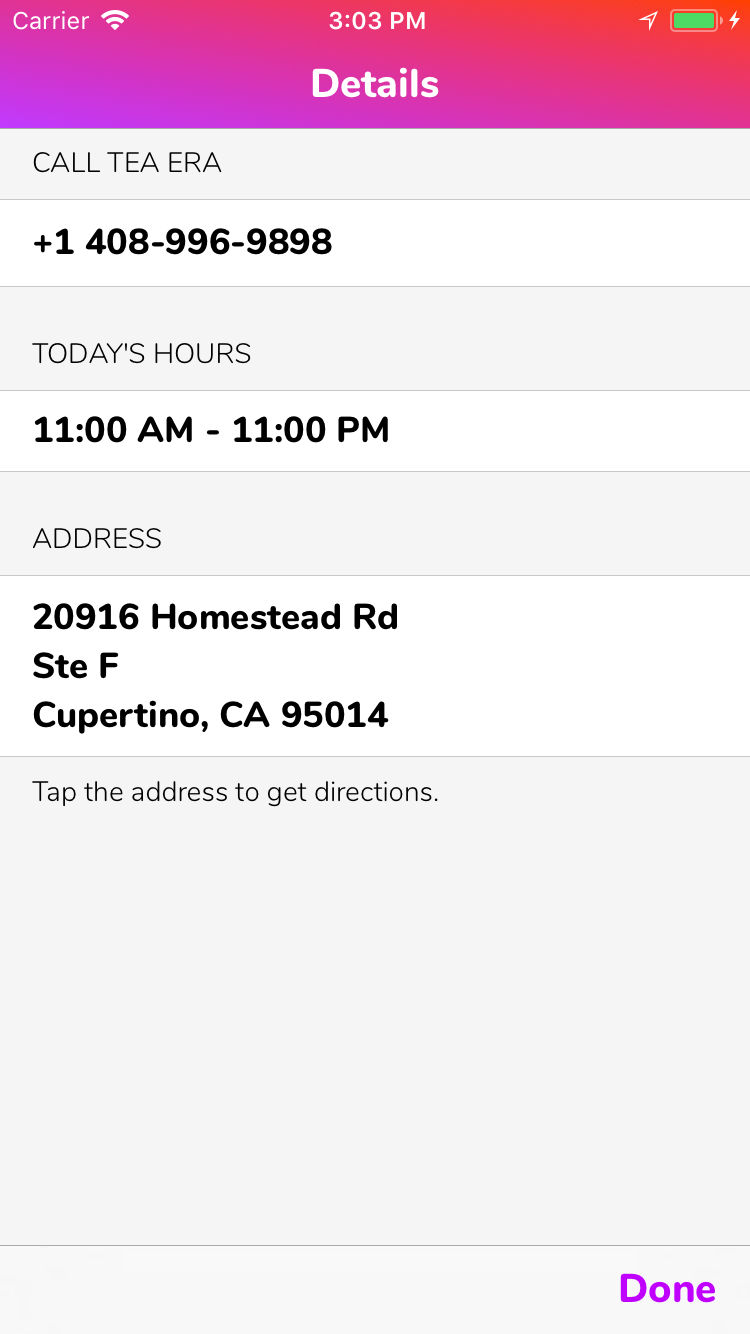 Carrier 3:03 PM
Details
CALL TEA ERA
+1 408-996-9898
TODAY'S HOURS
11:00 AM - 11:00 PM
ADDRESS
20916 Homestead Rd
Ste F
Cupertino, CA 95014
Tap the address to get directions.
Done